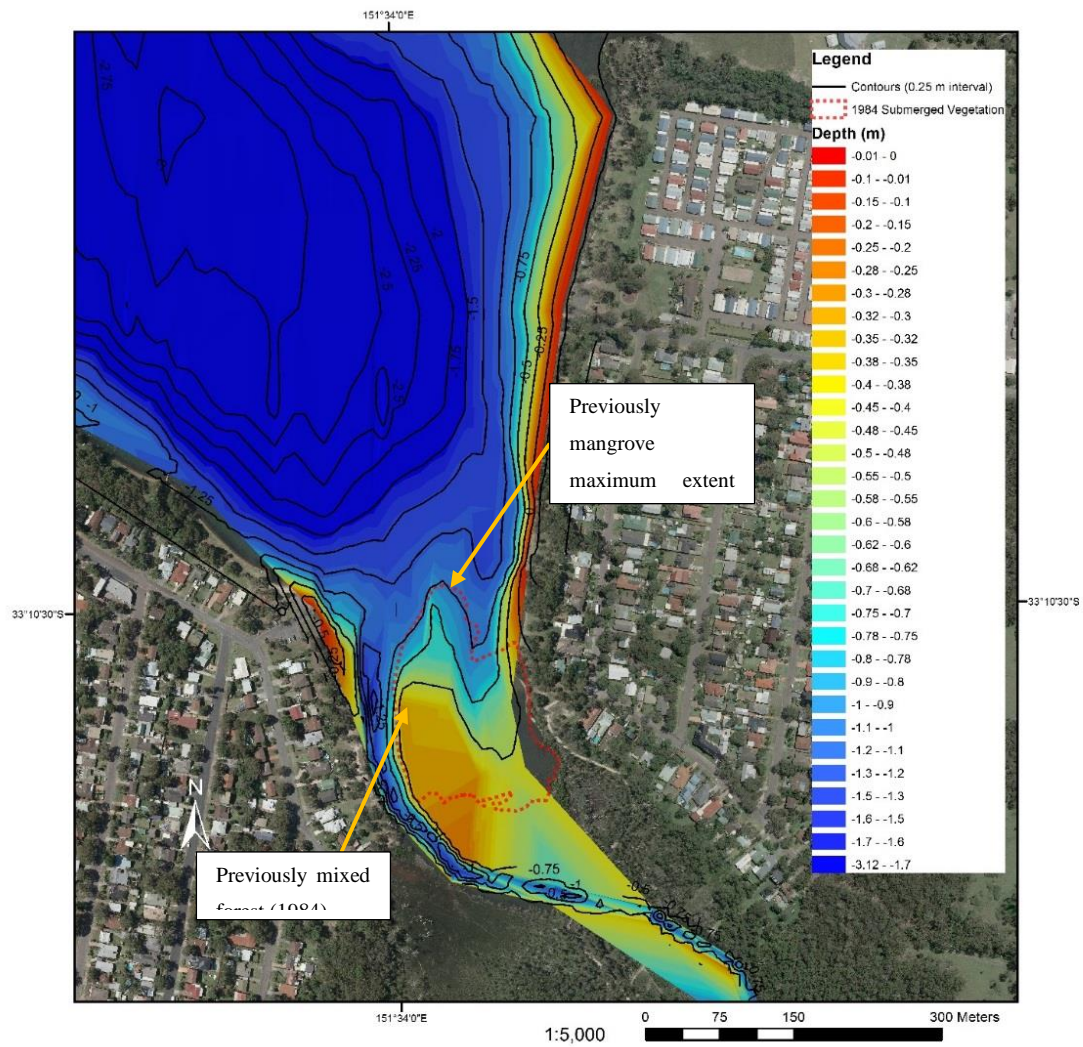 151°34'0"E
Legend
Contours (0.25 m interval)
1984 Submerged Vegetation
Depth (m)
-0.01 - 0
-0.1 - -0.01
-0.15 - -0.1
-0.2 - -0.15
-0.25 - -0.2
-0.28 - -0.25
-0.3 - -0.28
-0.32 - -0.3
-0.35 - -0.32
-0.38 - -0.35
-0.4 - -0.38
-0.45 - -0.4
-0.48 - -0.45
-0.5 - -0.48
-0.55 - -0.5
-0.58 - -0.55
-0.6 - -0.58
-0.62 - -0.6
-0.68 - -0.62
-0.7 - -0.68
-0.75 - -0.7
-0.78 - -0.75
-0.8 - -0.78
-0.9 - -0.8
-1 - -0.9
-1.1 - -1
-1.2 - -1.1
-1.3 - -1.2
-1.5 - -1.3
-1.6 - -1.5
-1.7 - -1.6
-3.12 - -1.7
-2.75
-2
-2.25
-2.5
-1.5
-0.75
-1.75
-0.25
-0.5
-2.5
-1
-1.25
Previously
mangrove
maximum extent
33°10'30"S
33°10'30"S
N
Previously mixed
forest (1984)
-0.75
-1
-0.5
151°34'0"E
1:5,000
0 75 150 300 Meters